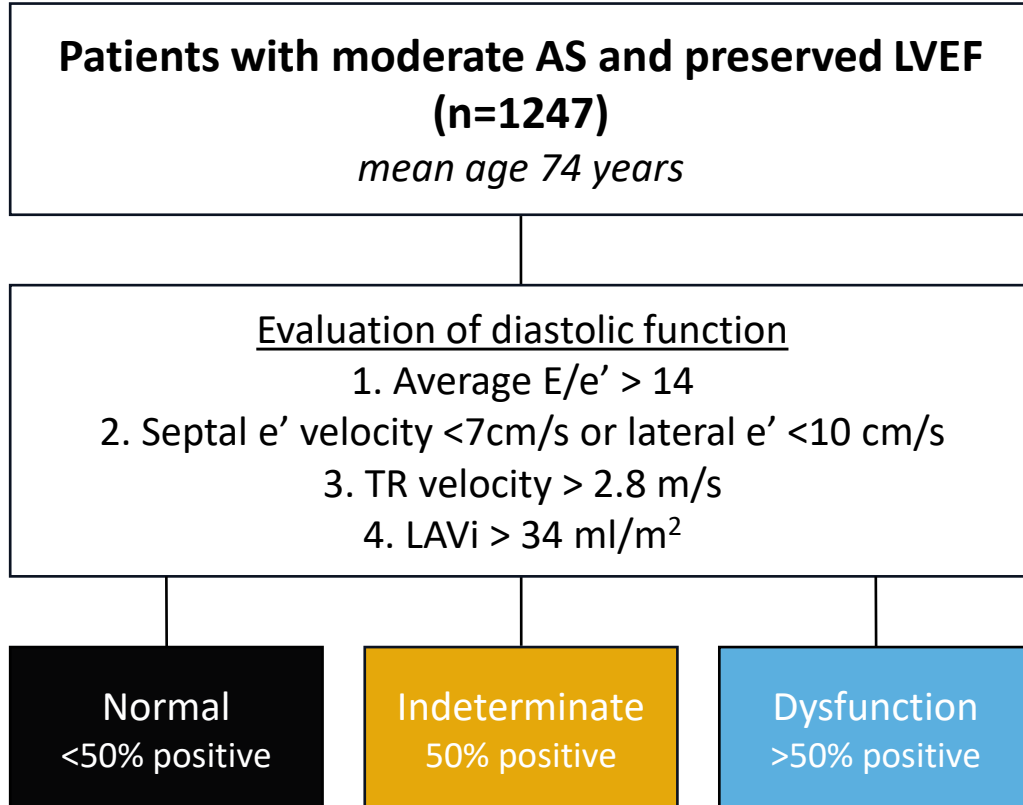 Patients with moderate AS and preserved LVEF
(n=1247)
mean age 74 years
Evaluation of diastolic function
1. Average E/e’ > 14
2. Septal e’ velocity <7cm/s or lateral e’ <10 cm/s
3. TR velocity > 2.8 m/s
4. LAVi > 34 ml/m²
Normal
<50% positive
Indeterminate
50% positive
Dysfunction
>50% positive